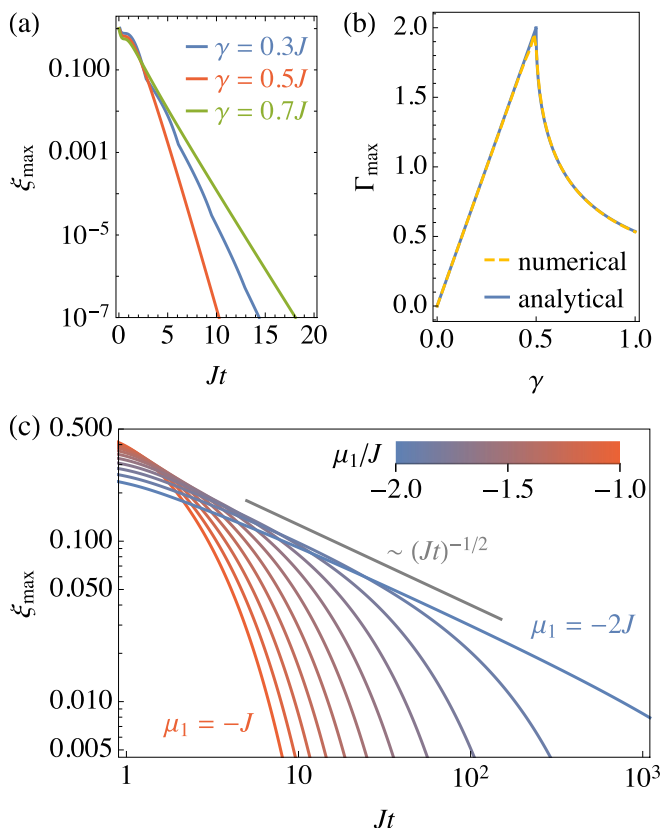 (a)
ξmax
0.100
0.001
10⁻⁵
10⁻⁷
γ = 0.3J
γ = 0.5J
γ = 0.7J
0 5 10 15 20
Jt
(b)
Γmax
2.0
1.5
1.0
0.5
0.0
numerical
analytical
0.0 0.5 1.0
γ
(c)
ξmax
0.500
0.100
0.050
0.010
0.005
μ₁/J
−2.0 −1.5 −1.0
~ (Jt)⁻¹/²
μ₁ = −2J
μ₁ = −J
1 10 10² 10³
Jt